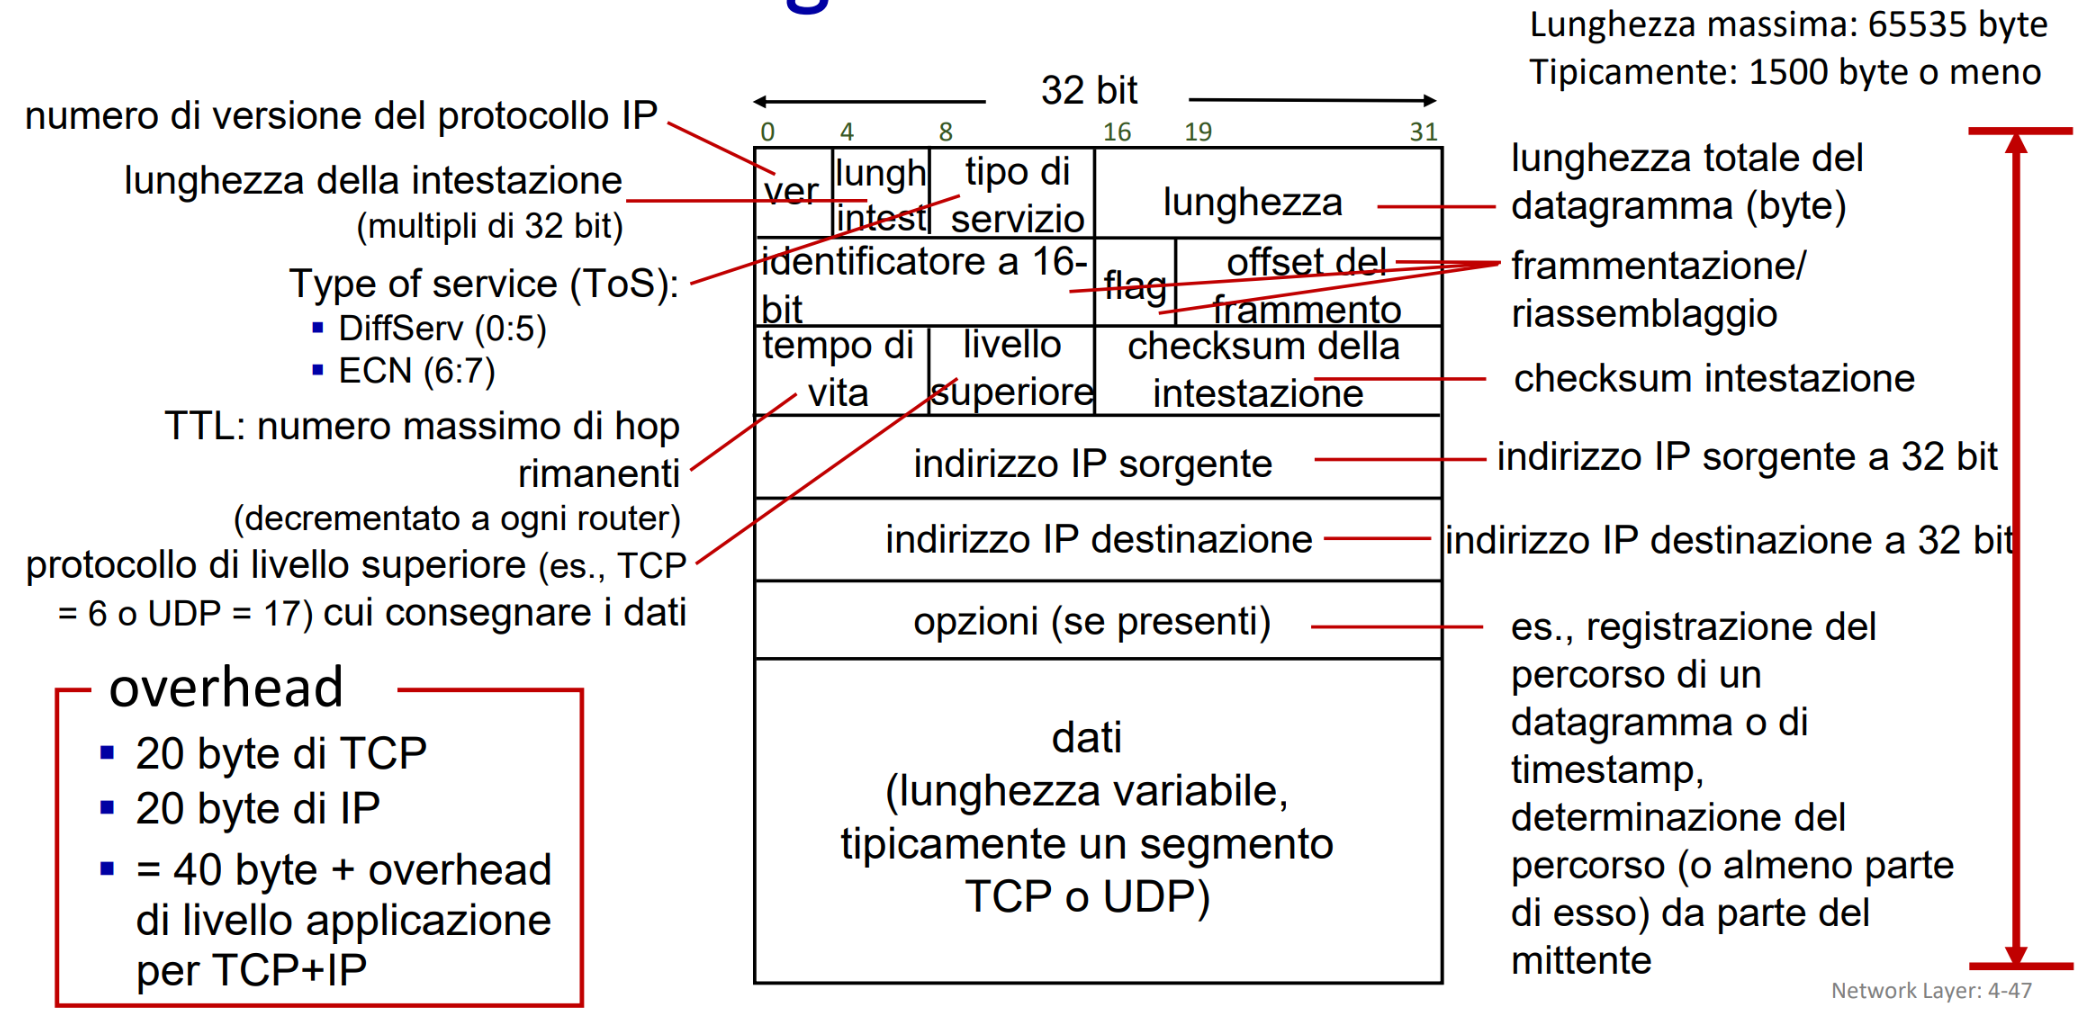 Lunghezza massima: 65535 byte
Tipicamente: 1500 byte o meno
32 bit
0 4 8 16 19 31
numero di versione del protocollo IP
lunghezza della intestazione
(multipli di 32 bit)
Type of service (ToS):
▪ DiffServ (0:5)
▪ ECN (6:7)
TTL: numero massimo di hop
rimanenti
(decrementato a ogni router)
protocollo di livello superiore (es., TCP
= 6 o UDP = 17) cui consegnare i dati
overhead
▪ 20 byte di TCP
▪ 20 byte di IP
▪ = 40 byte + overhead
di livello applicazione
per TCP+IP
ver
lungh
intest
tipo di
servizio
lunghezza
identificatore a 16-
bit
flag
offset del
frammento
tempo di
vita
livello
superiore
checksum della
intestazione
indirizzo IP sorgente
indirizzo IP destinazione
opzioni (se presenti)
dati
(lunghezza variabile,
tipicamente un segmento
TCP o UDP)
lunghezza totale del
datagramma (byte)
frammentazione/
riassemblaggio
checksum intestazione
indirizzo IP sorgente a 32 bit
indirizzo IP destinazione a 32 bit
es., registrazione del
percorso di un
datagramma o di
timestamp,
determinazione del
percorso (o almeno parte
di esso) da parte del
mittente
Network Layer: 4-47